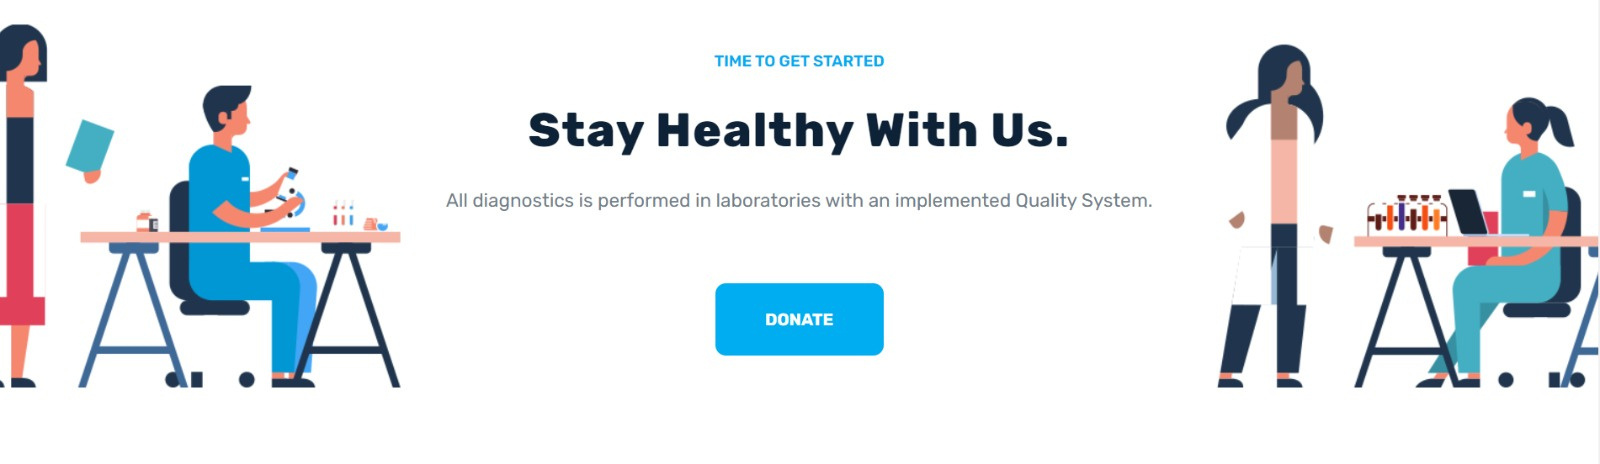 TIME TO GET STARTED
Stay Healthy With Us.
All diagnostics is performed in laboratories with an implemented Quality System.
DONATE